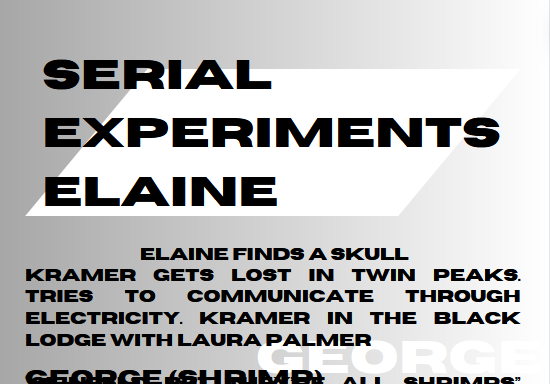 SERIAL
EXPERIMENTS
ELAINE
ELAINE FINDS A SKULL
KRAMER GETS LOST IN TWIN PEAKS.
TRIES TO COMMUNICATE THROUGH
ELECTRICITY. KRAMER IN THE BLACK
LODGE WITH LAURA PALMER
GEORGE
GEORGE (SHRIMP)
ALL SHRIMPS”